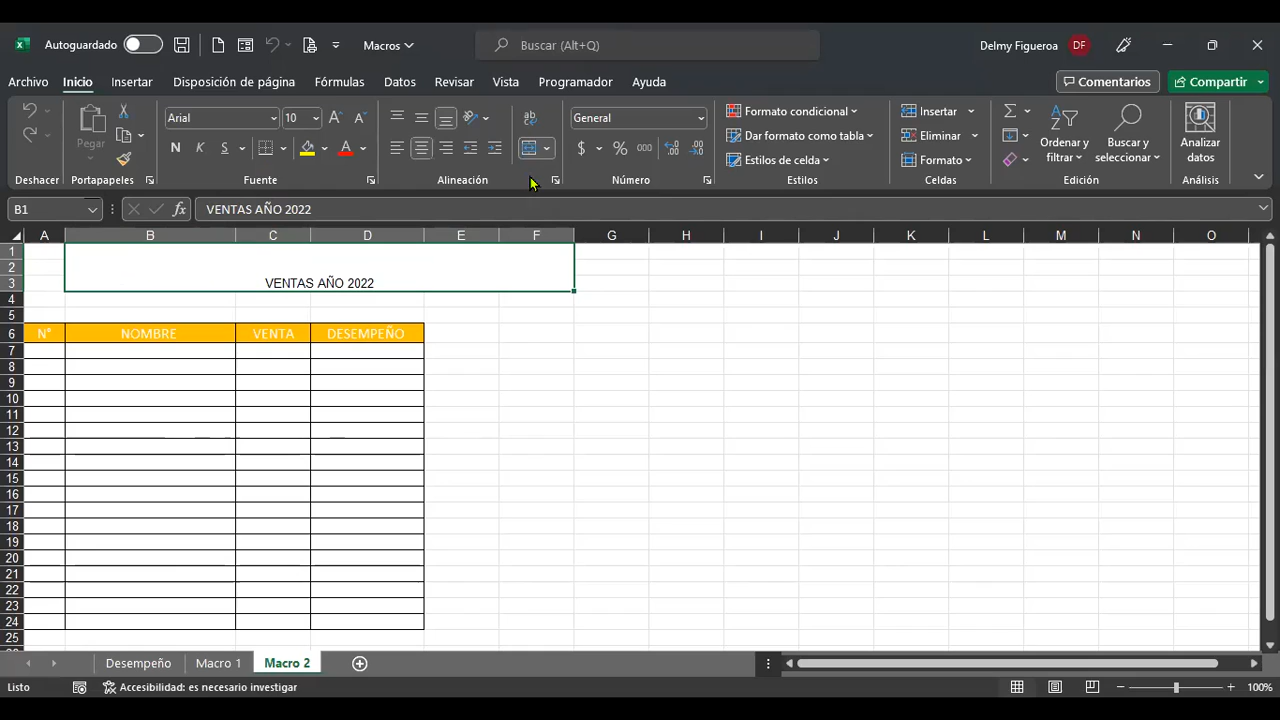 Autoguardado
Macros
Buscar (Alt+Q)
Delmy Figueroa
DF
Archivo Inicio Insertar Disposición de página Fórmulas Datos Revisar Vista Programador Ayuda
Comentarios
Compartir
Pegar
Arial
10
N K S
A
ab
General
$ % 000
Formato condicional
Dar formato como tabla
Estilos de celda
Insertar
Eliminar
Formato
Ordenar y filtrar
Buscar y seleccionar
Analizar datos
Deshacer Portapapeles Fuente Alineación Número Estilos Celdas Edición Análisis
B1
fx
VENTAS AÑO 2022
A B C D E F G H I J K L M N O
1
2
3 VENTAS AÑO 2022
4
5
6 N° NOMBRE VENTA DESEMPEÑO
7
8
9
10
11
12
13
14
15
16
17
18
19
20
21
22
23
24
25
Desempeño Macro 1 Macro 2
Listo
Accesibilidad: es necesario investigar
100%